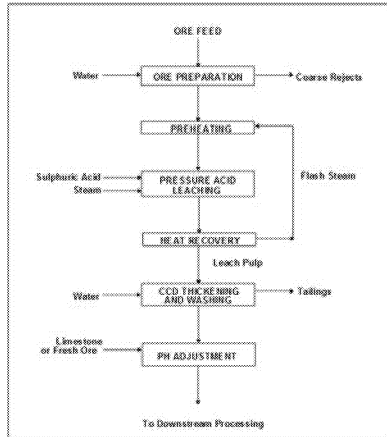 ORE FEED
Water
ORE PREPARATION
Coarse Rejects
PREHEATING
Sulphuric Acid
Steam
PRESSURE ACID
LEACHING
Flash Steam
HEAT RECOVERY
Leach Pulp
Water
CCD THICKENING
AND WASHING
Tailings
Limestone
or Fresh Ore
PH ADJUSTMENT
To Downstream Processing